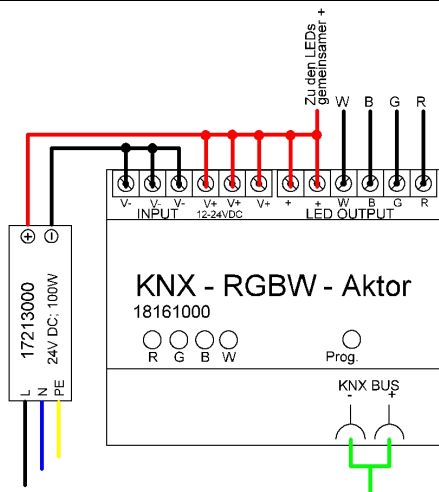 Zu den LEDs
gemeinsamer +
W B G R
V- V- V- V+ V+ V+ + + W B G R
INPUT 12-24VDC LED OUTPUT
+ -
17213000
24V DC; 100W
L N PE
KNX - RGBW - Aktor
18161000
R G B W Prog.
KNX BUS
- +